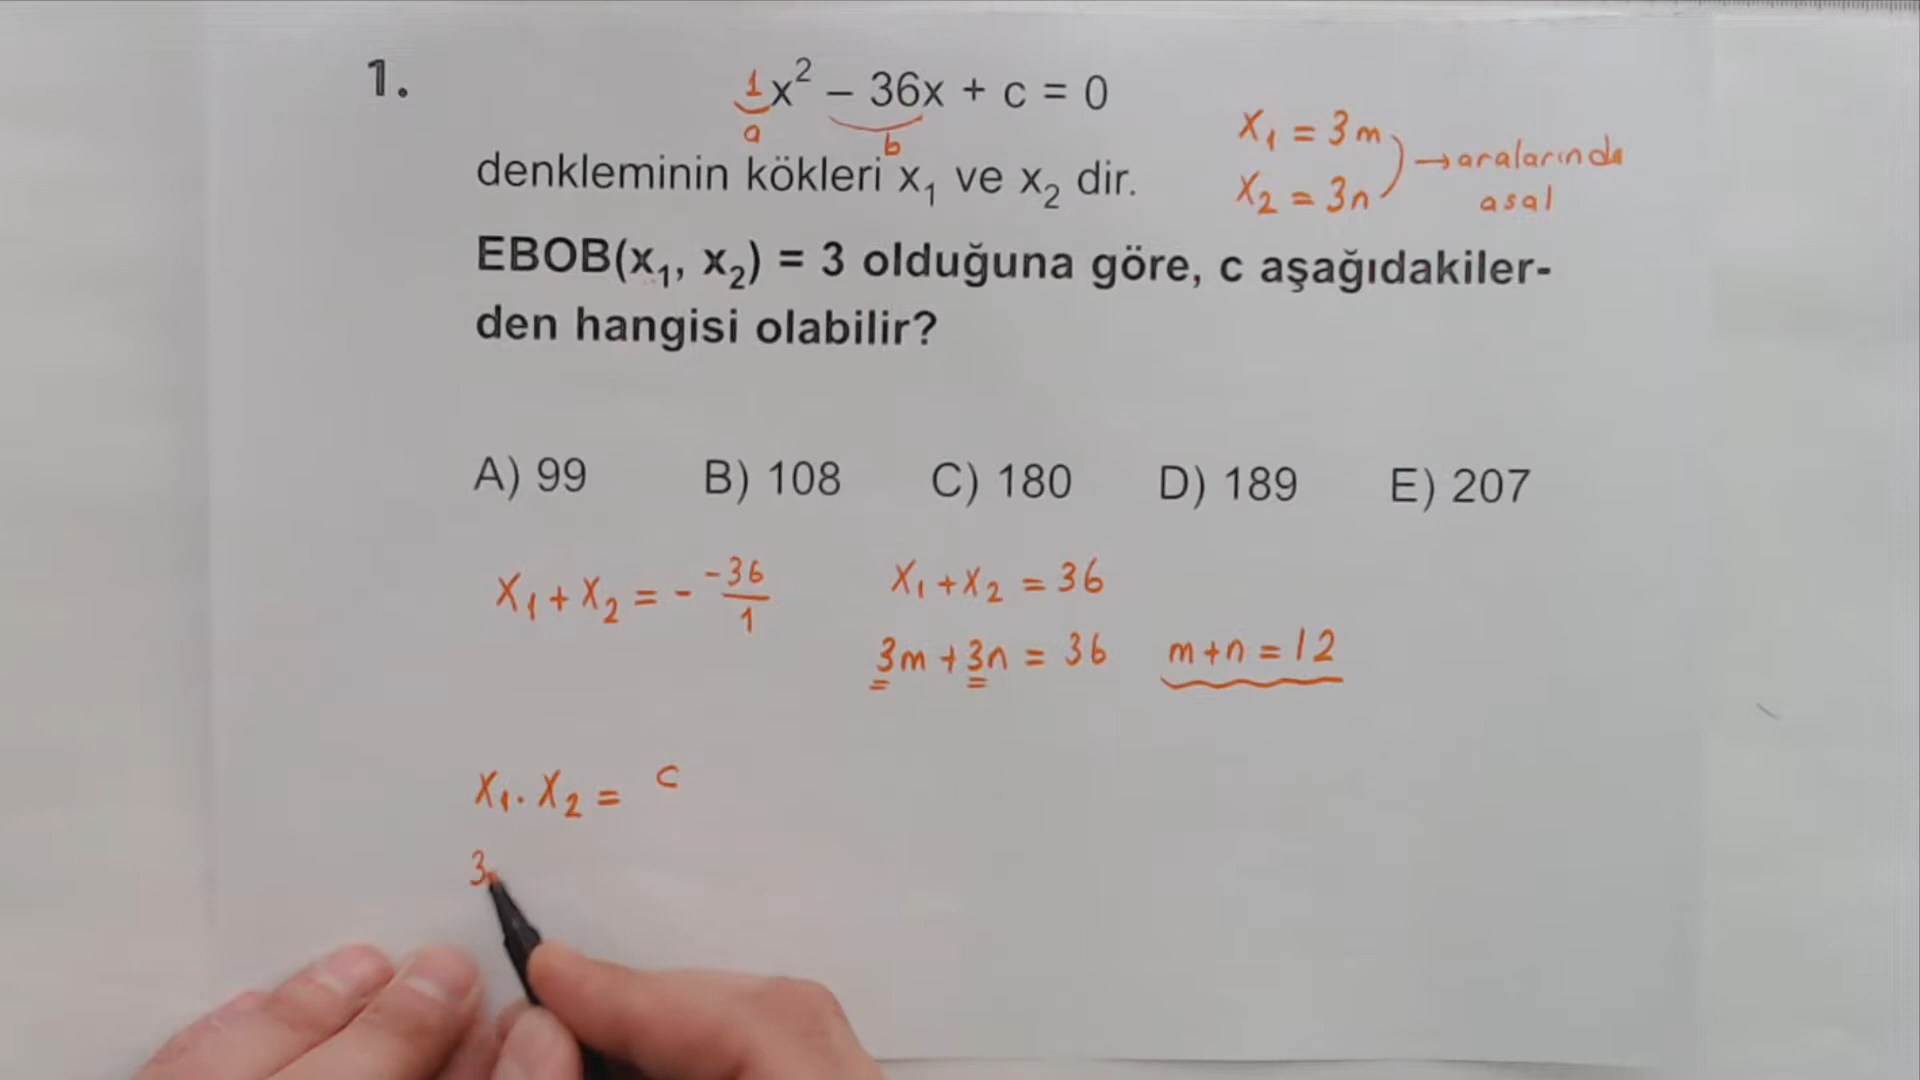 1.
1x² – 36x + c = 0
a
b
denkleminin kökleri x₁ ve x₂ dir.
x₁ = 3m
x₂ = 3n
→ aralarında
asal
EBOB(x₁, x₂) = 3 olduğuna göre, c aşağıdakiler-
den hangisi olabilir?
A) 99 B) 108 C) 180 D) 189 E) 207
x₁ + x₂ = - -36/1
x₁ + x₂ = 36
3m + 3n = 36 m + n = 12
x₁ . x₂ = c
3